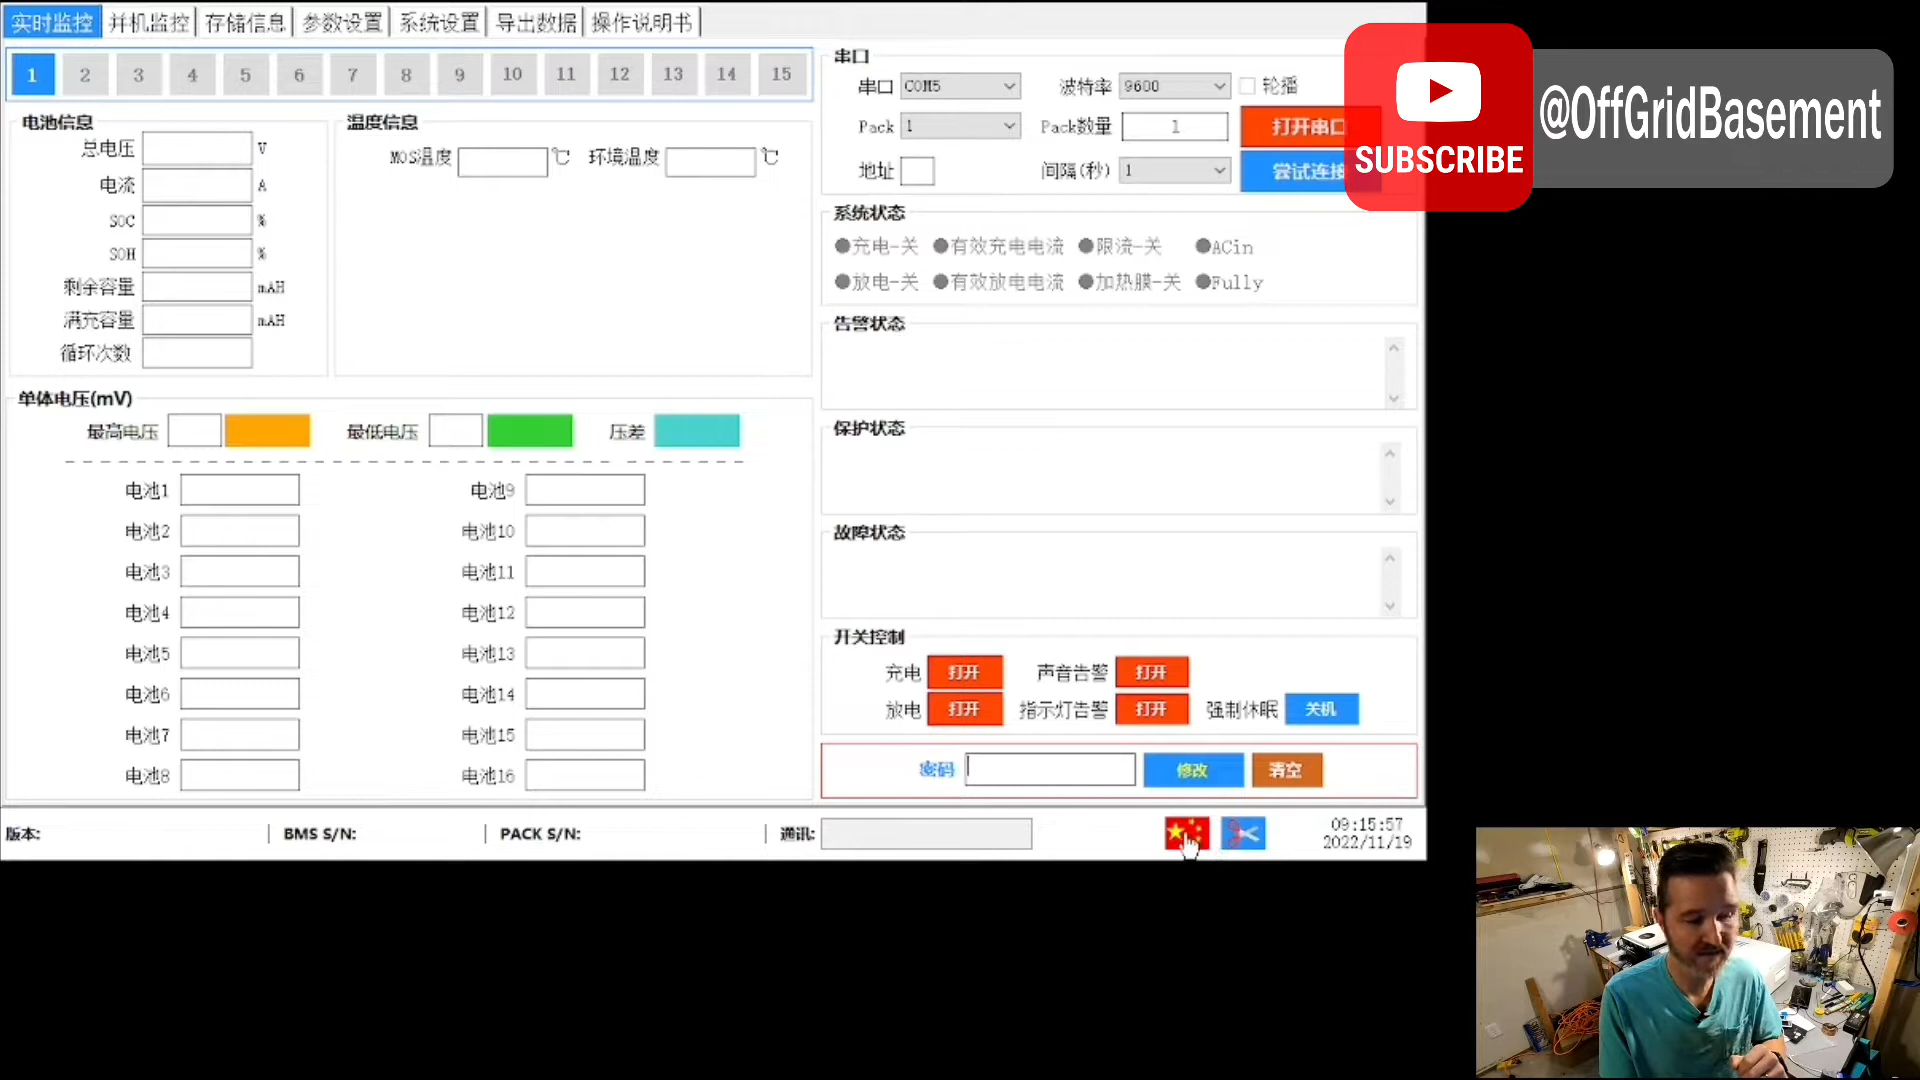 实时监控 并机监控 存储信息 参数设置 系统设置 导出数据 操作说明书
1 2 3 4 5 6 7 8 9 10 11 12 13 14 15
电池信息
总电压 V
电流 A
SOC %
SOH %
剩余容量 mAH
满充容量 mAH
循环次数
温度信息
MOS温度 ℃ 环境温度 ℃
单体电压(mV)
最高电压 最低电压 压差
电池1 电池9
电池2 电池10
电池3 电池11
电池4 电池12
电池5 电池13
电池6 电池14
电池7 电池15
电池8 电池16
串口
串口 COM5 波特率 9600 轮播
Pack 1 Pack数量 1 打开串口
地址 间隔(秒) 1 尝试连接
系统状态
充电-关 有效充电电流 限流-关 ACin
放电-关 有效放电电流 加热膜-关 Fully
告警状态
保护状态
故障状态
开关控制
充电 打开 声音告警 打开
放电 打开 指示灯告警 打开 强制休眠 关机
密码 修改 清空
版本: BMS S/N: PACK S/N: 通讯: 09:15:57
2022/11/19
SUBSCRIBE
@OffGridBasement